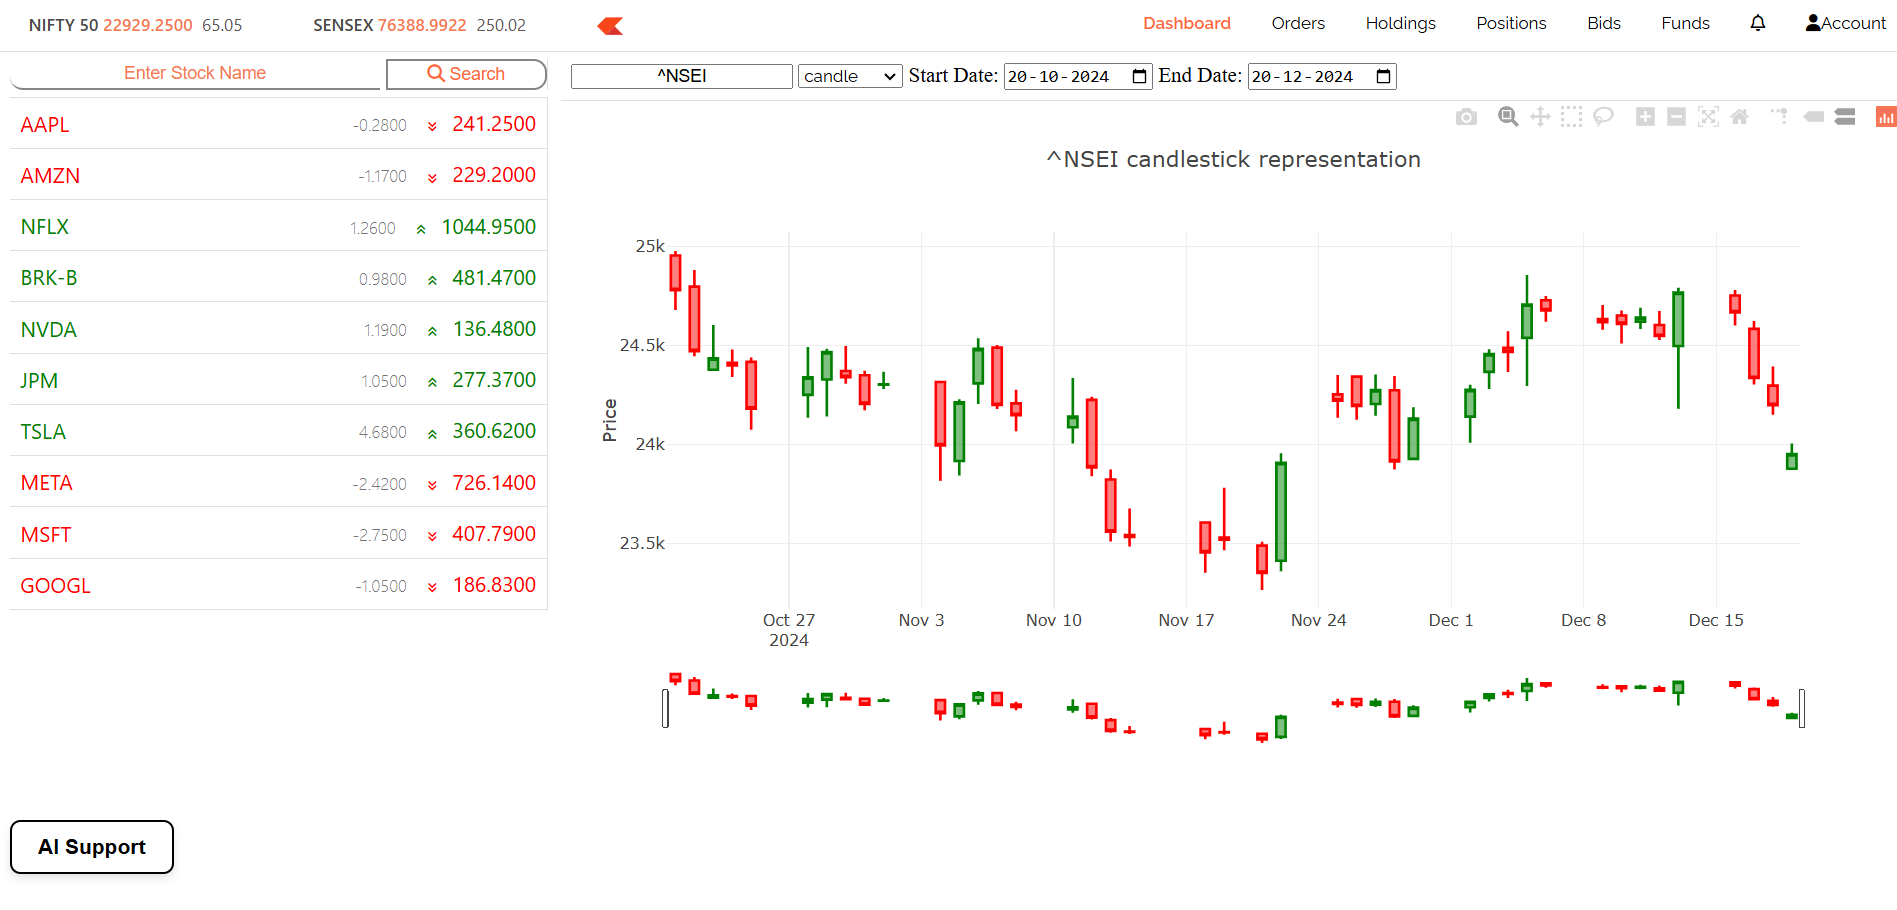 NIFTY 50 22929.2500 65.05 SENSEX 76388.9922 250.02
Dashboard Orders Holdings Positions Bids Funds Account
Enter Stock Name Search
^NSEI candle Start Date: 20-10-2024 End Date: 20-12-2024
AAPL -0.2800 241.2500
AMZN -1.1700 229.2000
NFLX 1.2600 1044.9500
BRK-B 0.9800 481.4700
NVDA 1.1900 136.4800
JPM 1.0500 277.3700
TSLA 4.6800 360.6200
META -2.4200 726.1400
MSFT -2.7500 407.7900
GOOGL -1.0500 186.8300
^NSEI candlestick representation
25k
24.5k
24k
23.5k
Price
Oct 27 Nov 3 Nov 10 Nov 17 Nov 24 Dec 1 Dec 8 Dec 15
2024
AI Support